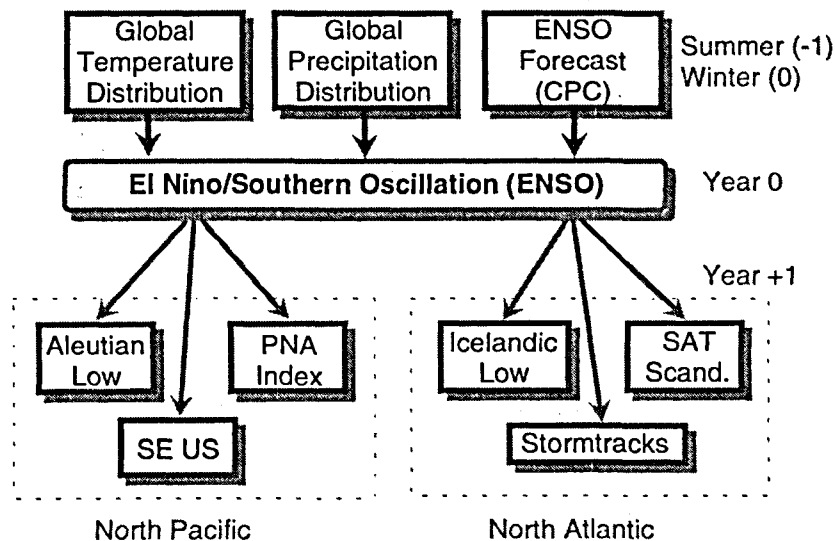 Global
Temperature
Distribution
Global
Precipitation
Distribution
ENSO
Forecast
(CPC)
Summer (-1)
Winter (0)
El Nino/Southern Oscillation (ENSO)
Year 0
Year +1
Aleutian
Low
PNA
Index
Icelandic
Low
SAT
Scand.
SE US
Stormtracks
North Pacific
North Atlantic